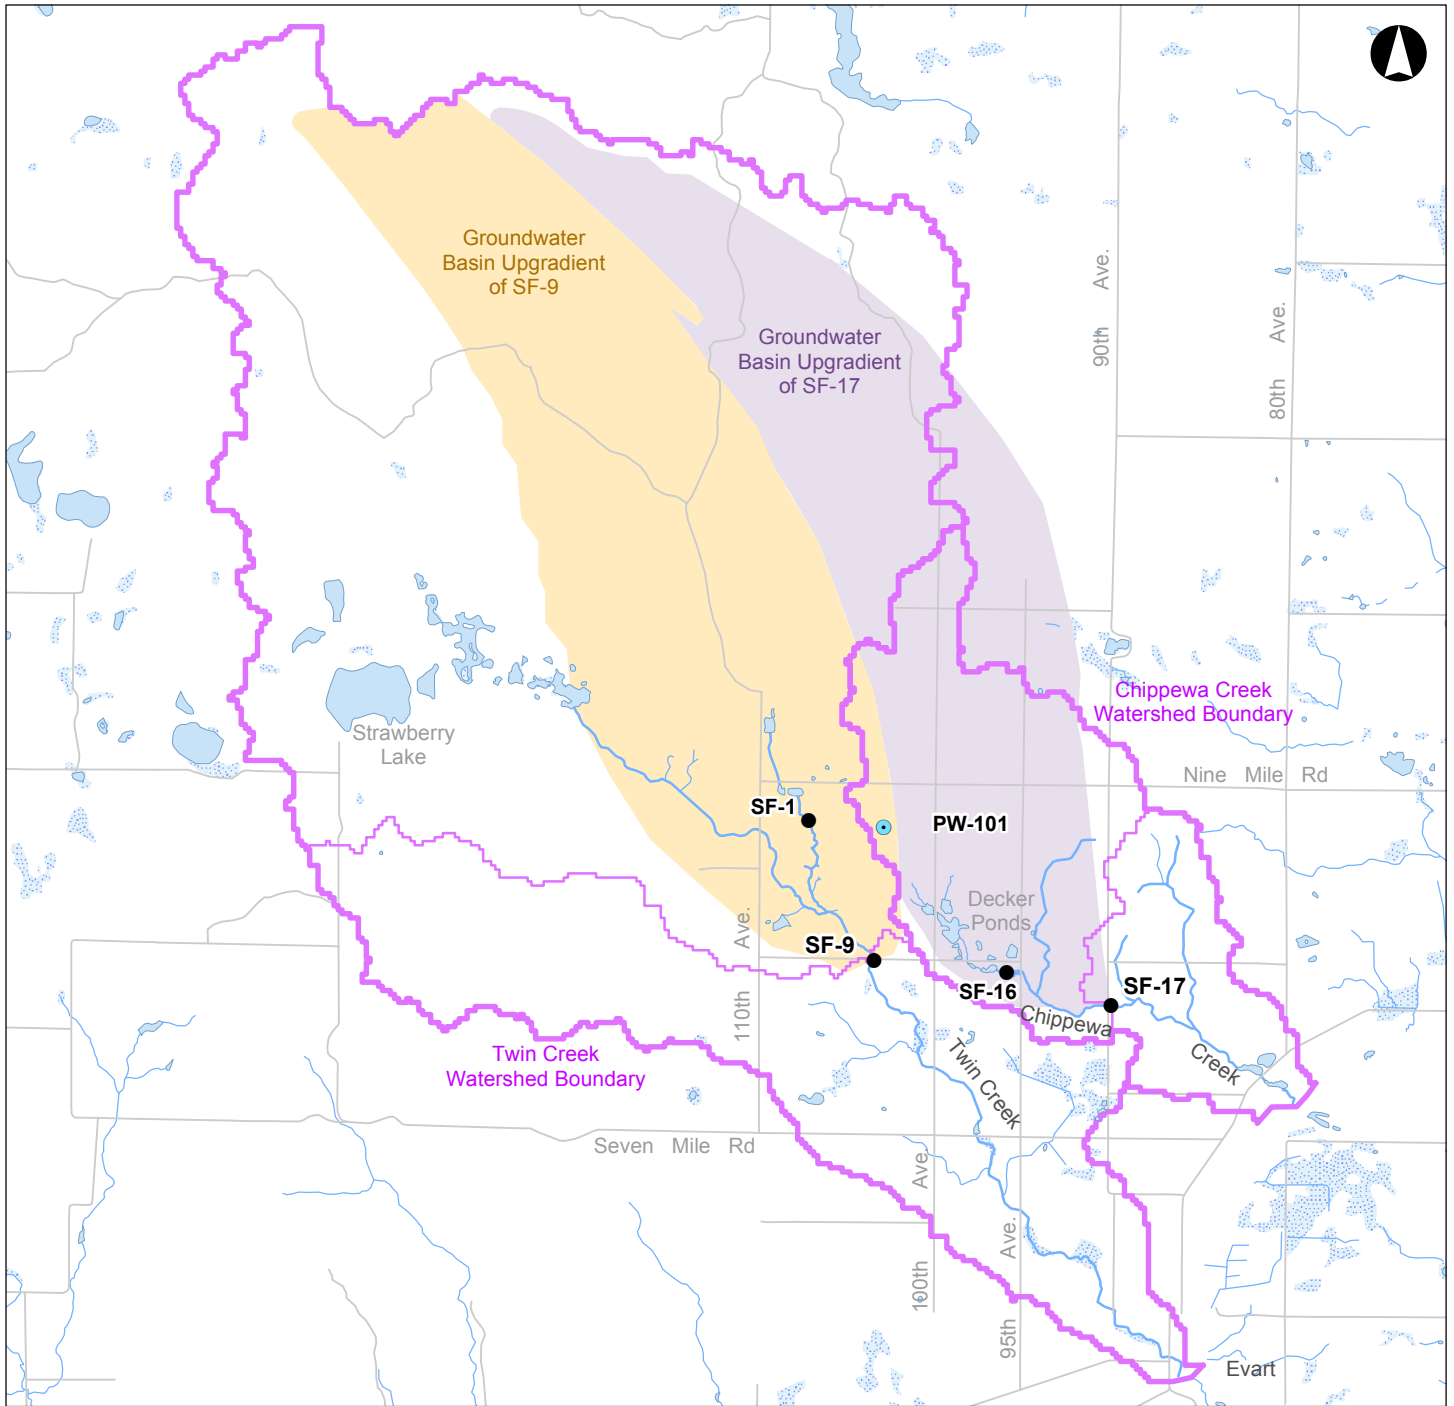 Groundwater
Basin Upgradient
of SF-9
Groundwater
Basin Upgradient
of SF-17
90th Ave.
80th Ave.
Strawberry
Lake
Chippewa Creek
Watershed Boundary
Nine Mile Rd
SF-1
PW-101
Decker
Ponds
110th Ave.
SF-9
SF-16
SF-17
Chippewa
Creek
Twin Creek
Twin Creek
Watershed Boundary
Seven Mile Rd
100th Ave.
95th Ave.
Evart